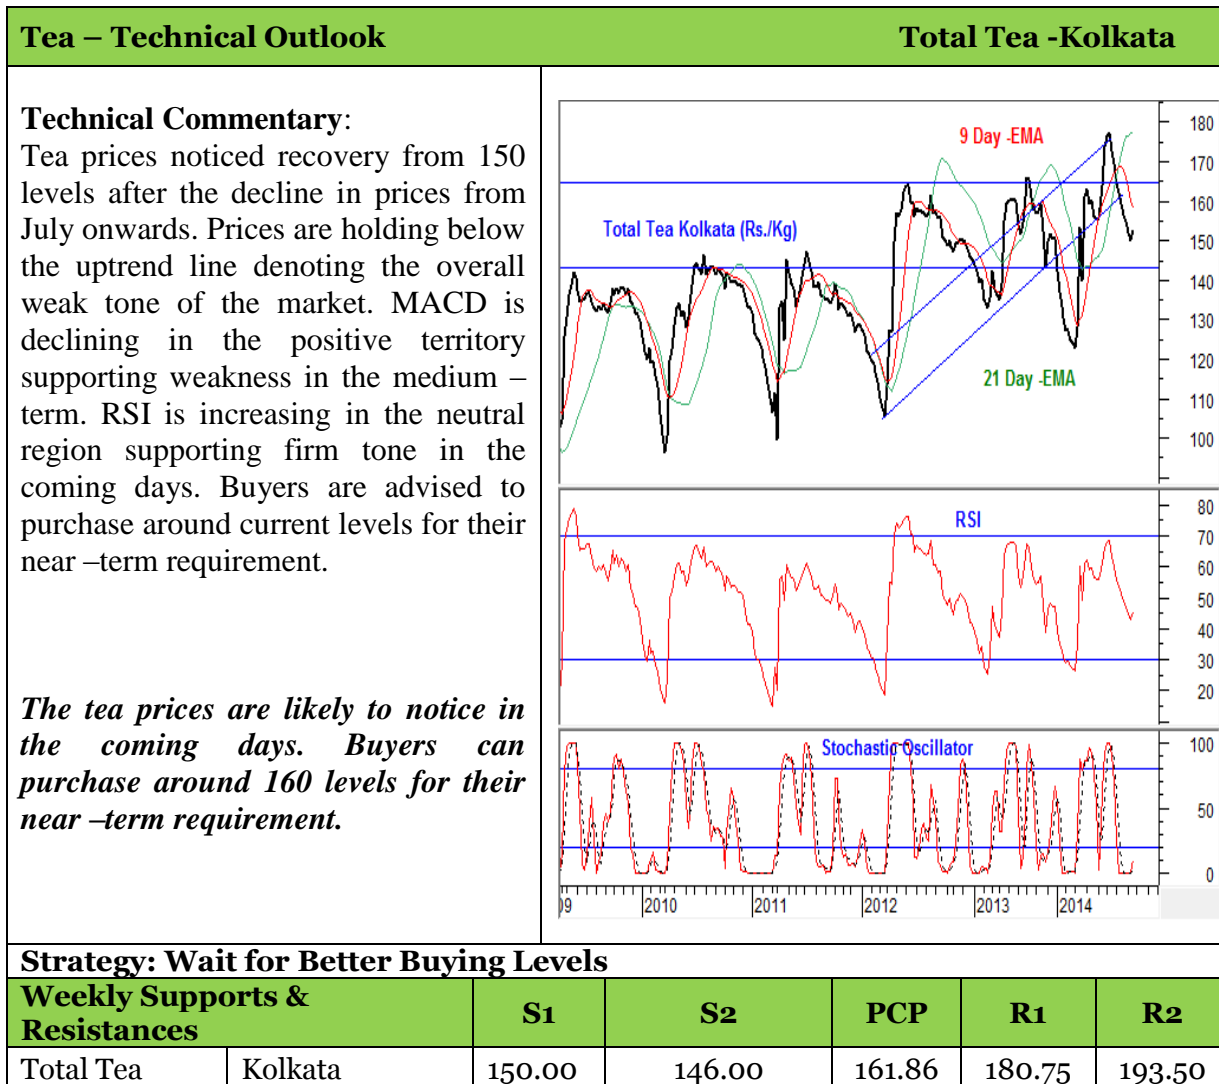 Tea – Technical Outlook Total Tea -Kolkata
Technical Commentary:
Tea prices noticed recovery from 150
levels after the decline in prices from
July onwards. Prices are holding below
the uptrend line denoting the overall
weak tone of the market. MACD is
declining in the positive territory
supporting weakness in the medium –
term. RSI is increasing in the neutral
region supporting firm tone in the
coming days. Buyers are advised to
purchase around current levels for their
near –term requirement.
The tea prices are likely to notice in
the coming days. Buyers can
purchase around 160 levels for their
near –term requirement.
9 Day -EMA
Total Tea Kolkata (Rs./Kg)
21 Day -EMA
180
170
160
150
140
130
120
110
100
RSI
80
70
60
50
40
30
20
Stochastic Oscillator
100
50
0
09 2010 2011 2012 2013 2014
Strategy: Wait for Better Buying Levels
Weekly Supports & Resistances S1 S2 PCP R1 R2
Total Tea Kolkata 150.00 146.00 161.86 180.75 193.50